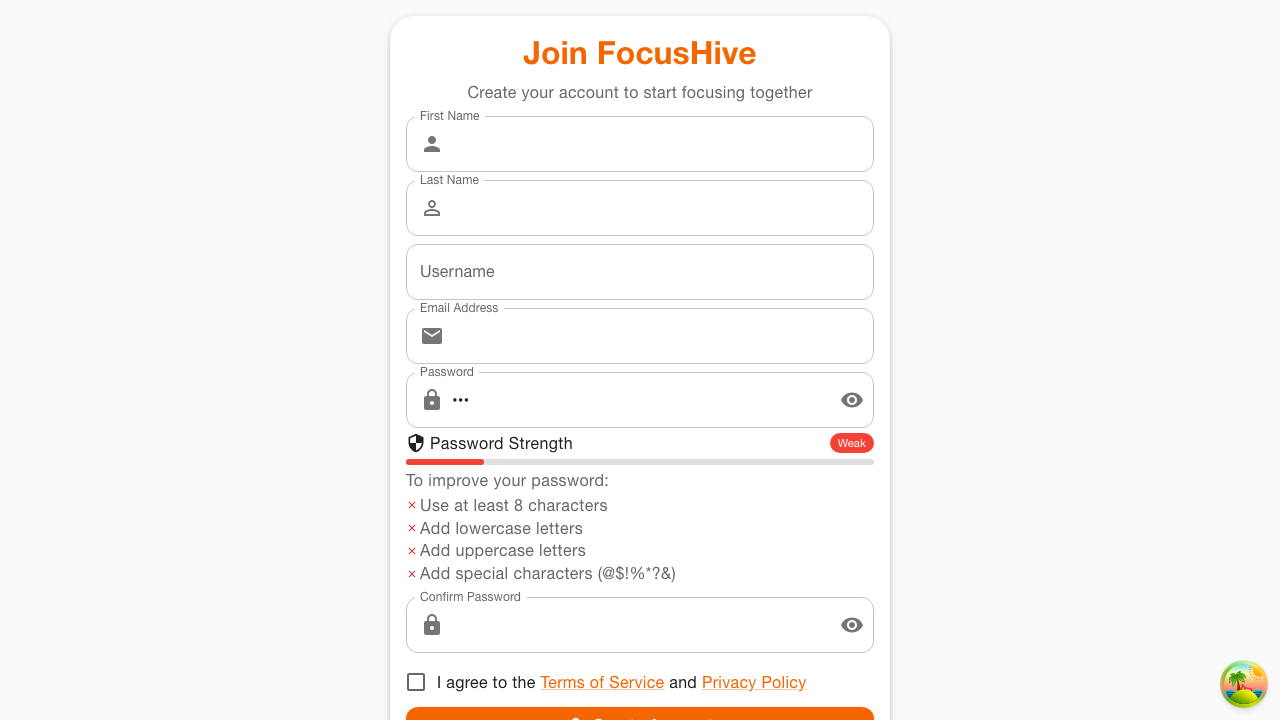 Join FocusHive
Create your account to start focusing together
First Name
Last Name
Username
Email Address
Password
•••
Password Strength
Weak
To improve your password:
× Use at least 8 characters
× Add lowercase letters
× Add uppercase letters
× Add special characters (@$!%*?&)
Confirm Password
I agree to the Terms of Service and Privacy Policy